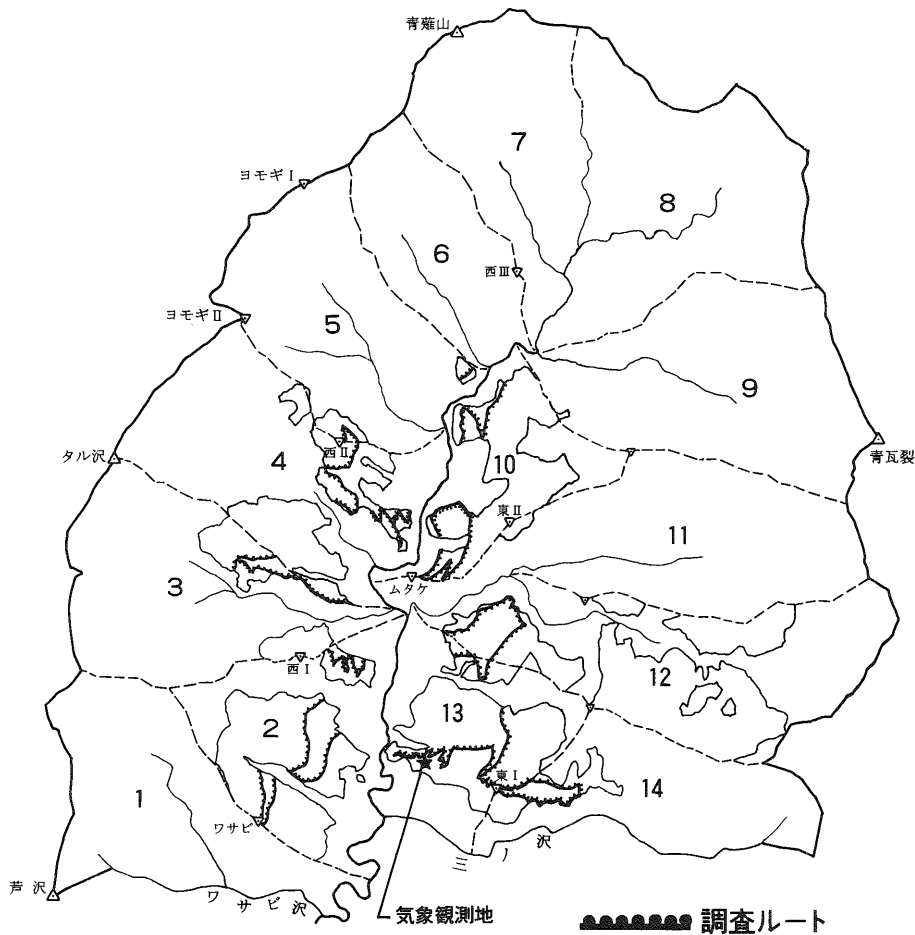 青薙山
7
ヨモギⅠ
8
6
西Ⅲ
ヨモギⅡ
5
9
青瓦裂
タル沢
4
西Ⅱ
10
東Ⅱ
11
3
ムタケ
西Ⅰ
12
2
13
1
東Ⅰ
14
ワサビ
三ノ沢
芦沢
ワサビ沢
気象観測地
調査ルート